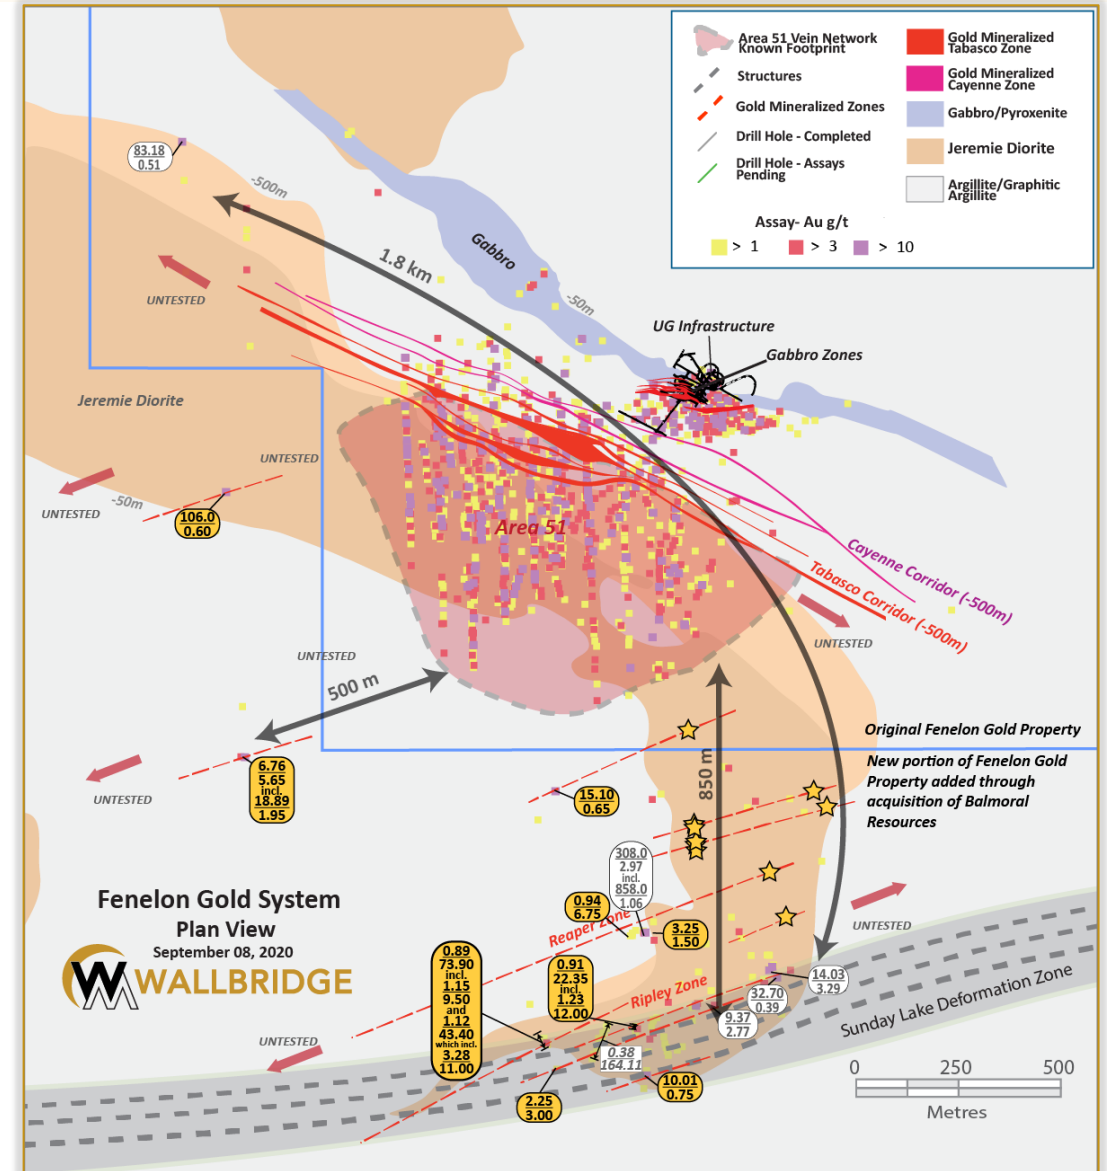 Area 51 Vein Network
Known Footprint
Structures
Gold Mineralized Zones
Drill Hole - Completed
Drill Hole - Assays
Pending
Gold Mineralized
Tabasco Zone
Gold Mineralized
Cayenne Zone
Gabbro/Pyroxenite
Jeremie Diorite
Argillite/Graphitic
Argillite
Assay- Au g/t
> 1
> 3
> 10
83.18
0.51
-500m
1.8 km
Gabbro
-50m
UNTESTED
UG Infrastructure
Gabbro Zones
Jeremie Diorite
UNTESTED
UNTESTED
-50m
106.0
0.60
Area 51
Cayenne Corridor (-500m)
Tabasco Corridor (-500m)
UNTESTED
UNTESTED
500 m
Original Fenelon Gold Property
New portion of Fenelon Gold
Property added through
acquisition of Balmoral
Resources
850 m
6.76
5.65
incl.
18.89
1.95
UNTESTED
15.10
0.65
308.0
2.97
incl.
858.0
1.06
0.94
6.75
3.25
1.50
Reaper Zone
UNTESTED
Fenelon Gold System
Plan View
September 08, 2020
WALLBRIDGE
0.89
73.90
incl.
1.15
9.50
and
1.12
43.40
which incl.
3.28
11.00
0.91
22.35
incl.
1.23
12.00
Ripley Zone
14.03
3.29
32.70
0.39
9.37
2.77
Sunday Lake Deformation Zone
UNTESTED
0.38
164.11
10.01
0.75
2.25
3.00
0
250
500
Metres